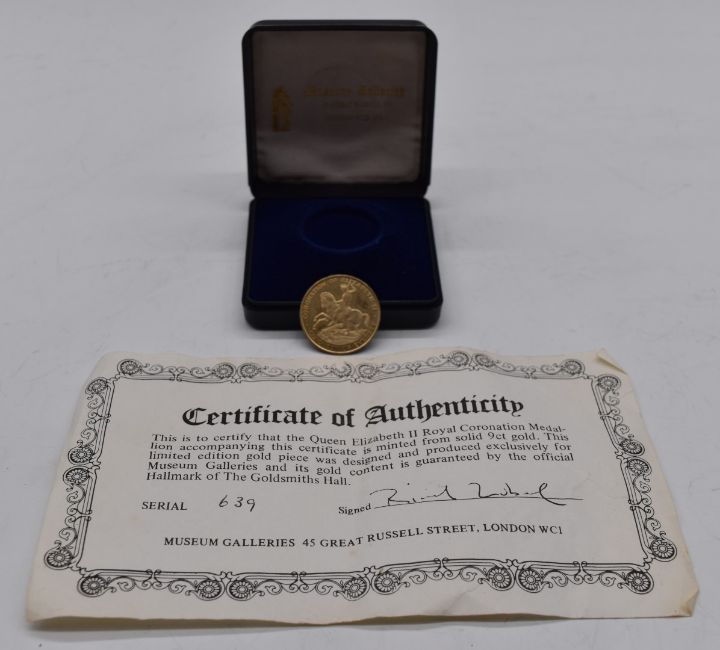 Museum Galleries
Certificate of Authenticity
This is to certify that the Queen Elizabeth II Royal Coronation Medal-
lion accompanying this certificate is minted from solid 9ct gold. This
limited edition gold piece was designed and produced exclusively for
Museum Galleries and its gold content is guaranteed by the official
Hallmark of The Goldsmiths Hall.
SERIAL 639 Signed
MUSEUM GALLERIES 45 GREAT RUSSELL STREET, LONDON WC1